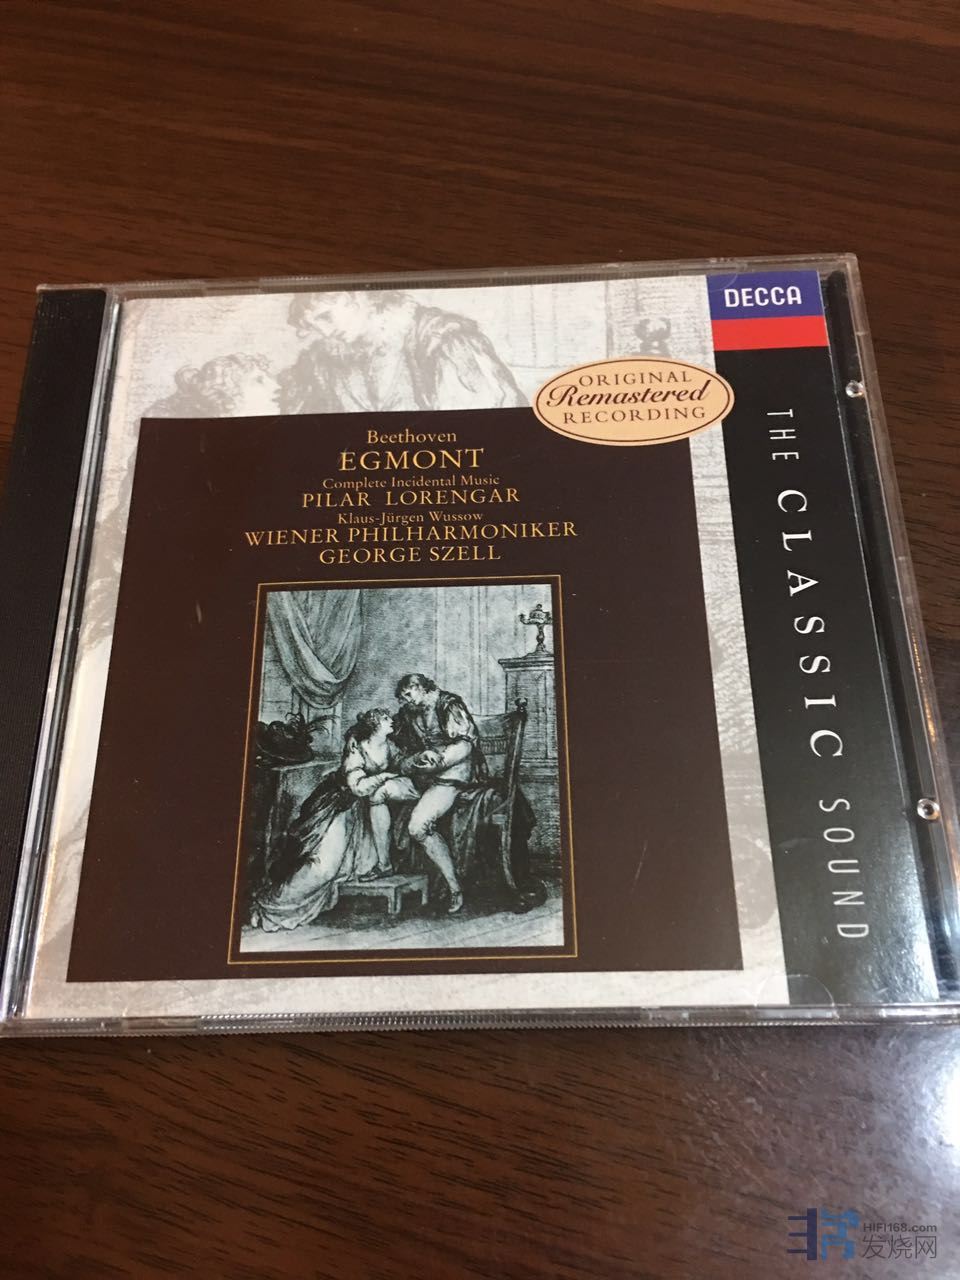 DECCA
ORIGINAL
Remastered
RECORDING
Beethoven
EGMONT
Complete Incidental Music
PILAR LORENGAR
Klaus-Jürgen Wussow
WIENER PHILHARMONIKER
GEORGE SZELL
THE CLASSIC SOUND
HIFI168.com
发烧网